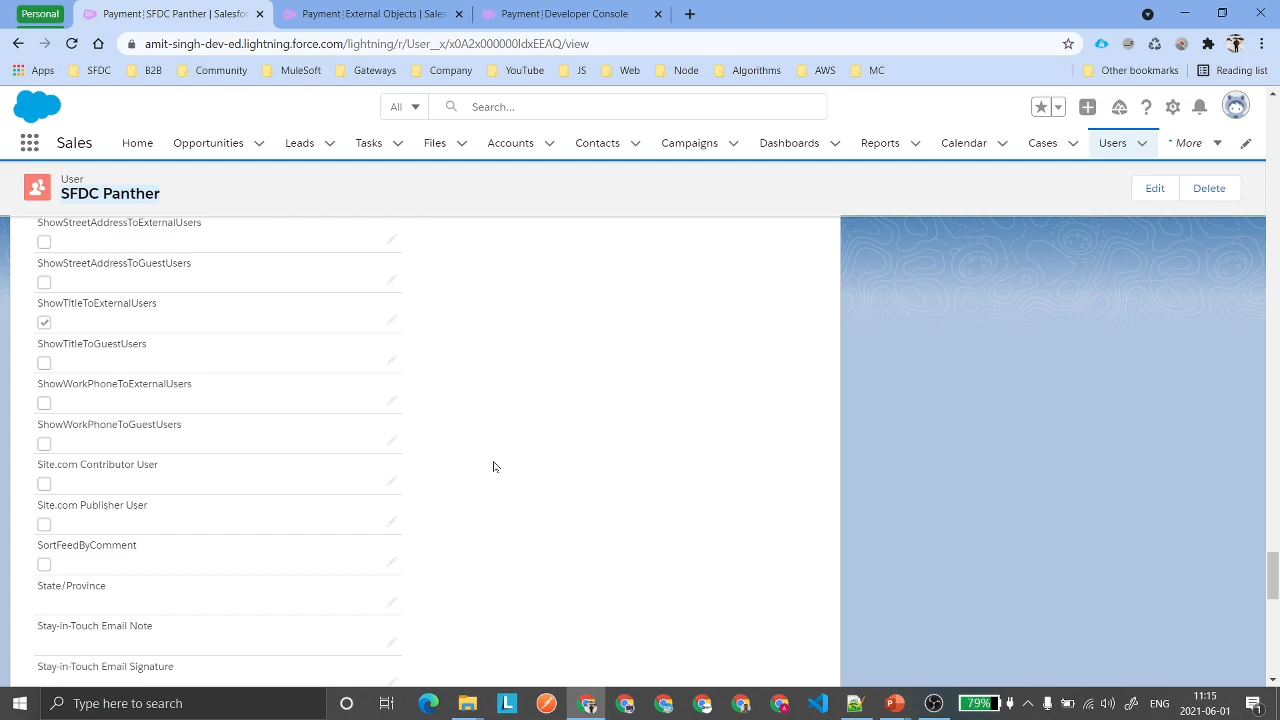 Personal
Payment|SFDC Panther | Salesfor
Payment|External Objects | Sales
Payment|Developer Console
amit-singh-dev-ed.lightning.force.com/lightning/r/User__x/x0A2x000000ldxEEAQ/view
Apps SFDC B2B Community MuleSoft Gateways Company YouTube JS Web Node Algorithms AWS MC Other bookmarks Reading list
All Search...
Sales Home Opportunities Leads Tasks Files Accounts Contacts Campaigns Dashboards Reports Calendar Cases Users * More
User
SFDC Panther
Edit Delete
ShowStreetAddressToExternalUsers
ShowStreetAddressToGuestUsers
ShowTitleToExternalUsers
ShowTitleToGuestUsers
ShowWorkPhoneToExternalUsers
ShowWorkPhoneToGuestUsers
Site.com Contributor User
Site.com Publisher User
SortFeedByComment
State/Province
Stay-in-Touch Email Note
Stay-in-Touch Email Signature
Type here to search
79%
ENG
11:15
2021-06-01